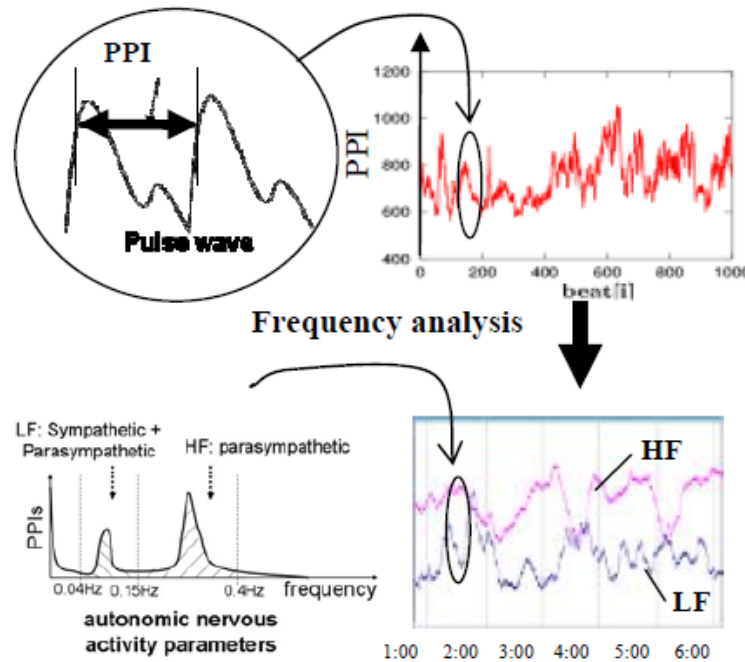 PPI
Pulse wave
1200
1000
800
600
400
PPI
0 200 400 600 800 1000
beat[i]
Frequency analysis
LF: Sympathetic +
Parasympathetic
HF: parasympathetic
PPIs
0.04Hz 0.15Hz 0.4Hz frequency
autonomic nervous
activity parameters
HF
LF
1:00 2:00 3:00 4:00 5:00 6:00